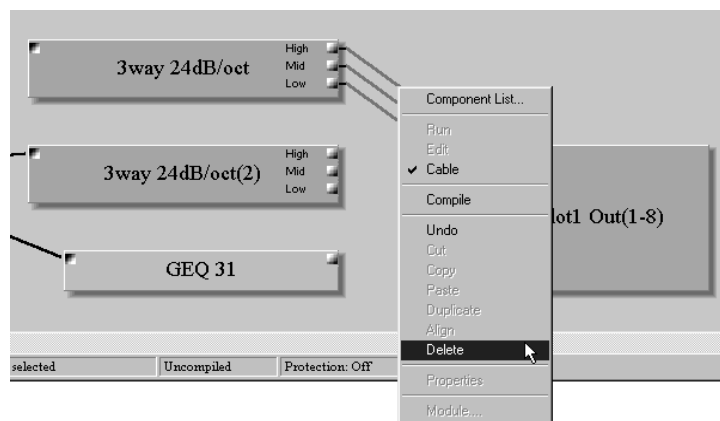 High
3way 24dB/oct
Mid
Low
Component List...
Run
Edit
Cable
Compile
High
3way 24dB/oct(2)
Mid
Low
lot1 Out(1-8)
Undo
Cut
Copy
Paste
Duplicate
Align
Delete
Properties
Module....
GEQ 31
selected
Uncompiled
Protection: Off